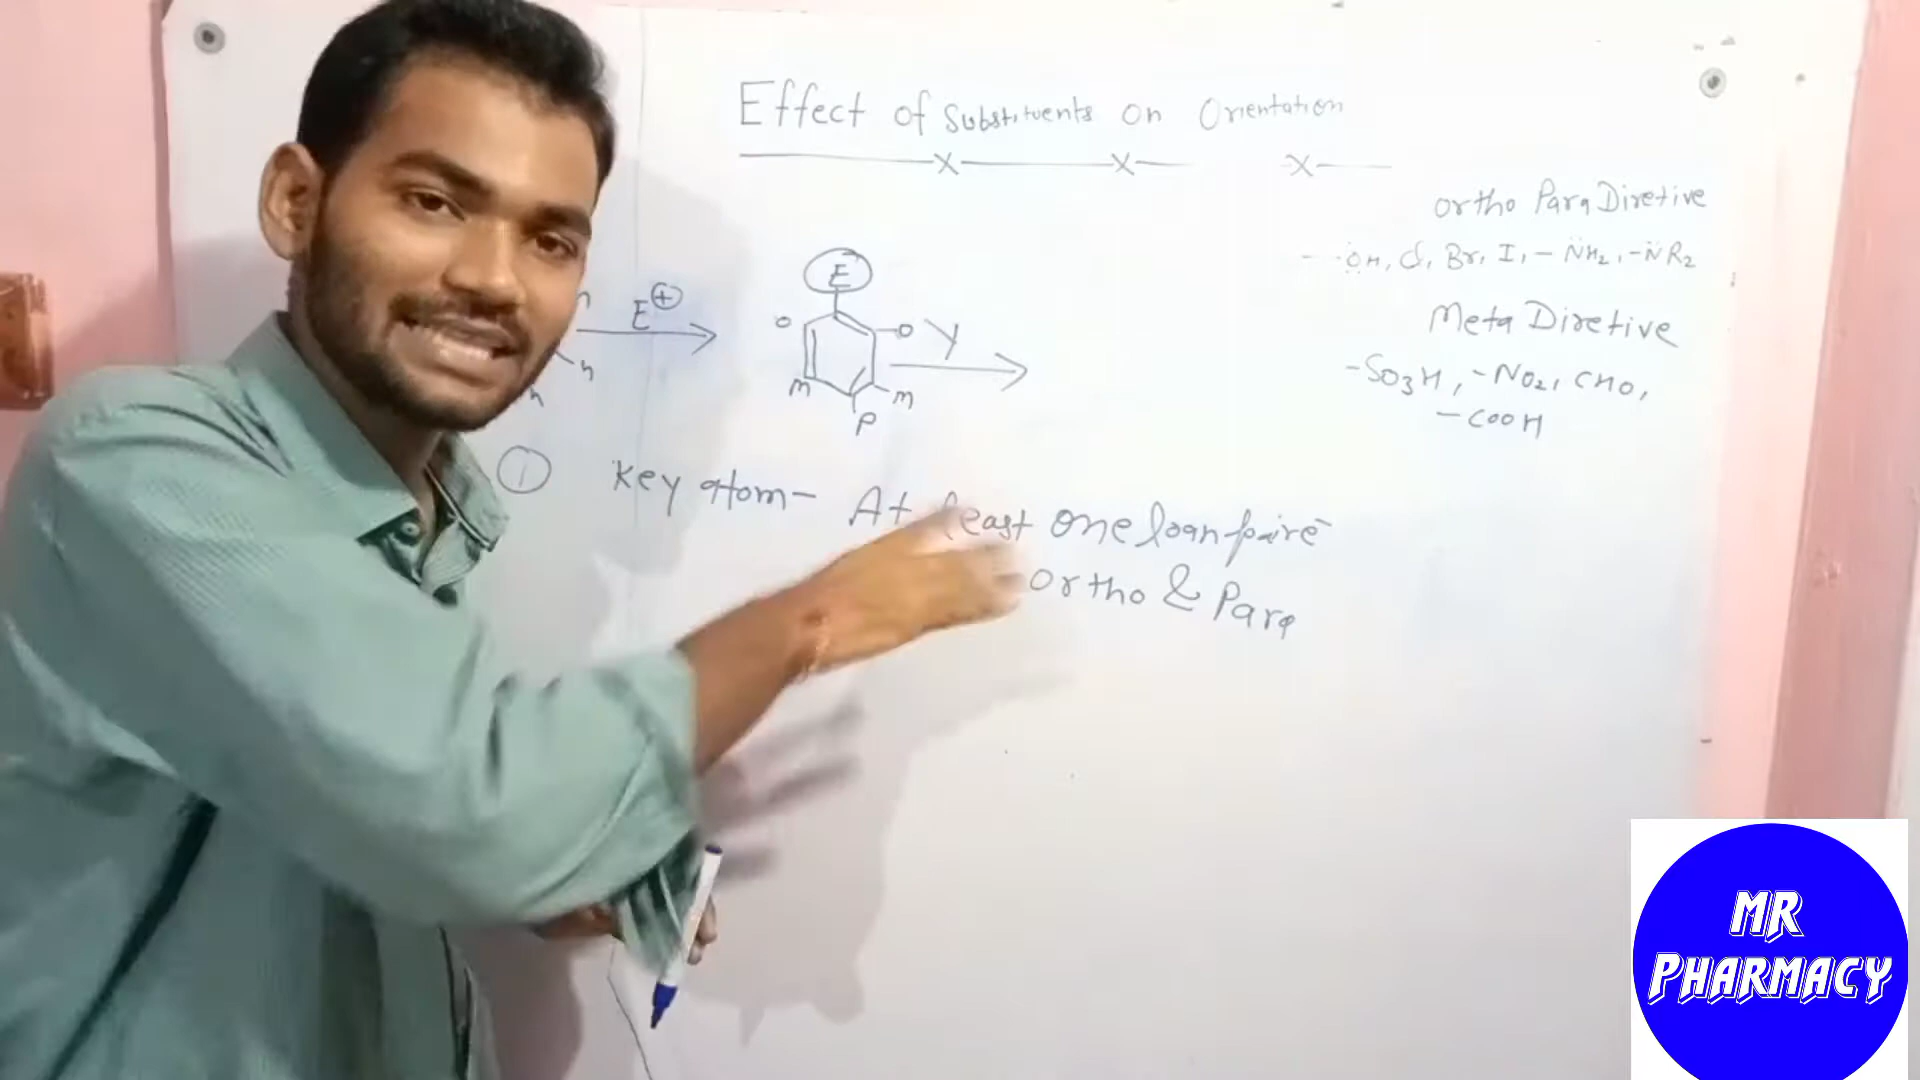 Effect of Substituents on Orientation
Ortho Para Diretive
- OH, Cl, Br, I, - NH2, - NR2
Meta Diretive
- SO3H, - NO2, CHO,
- COOH
E+
E
o
o y
m
m
p
n
n
n
1 Key atom - At least one loan paire
Ortho & Para
MR
PHARMACY